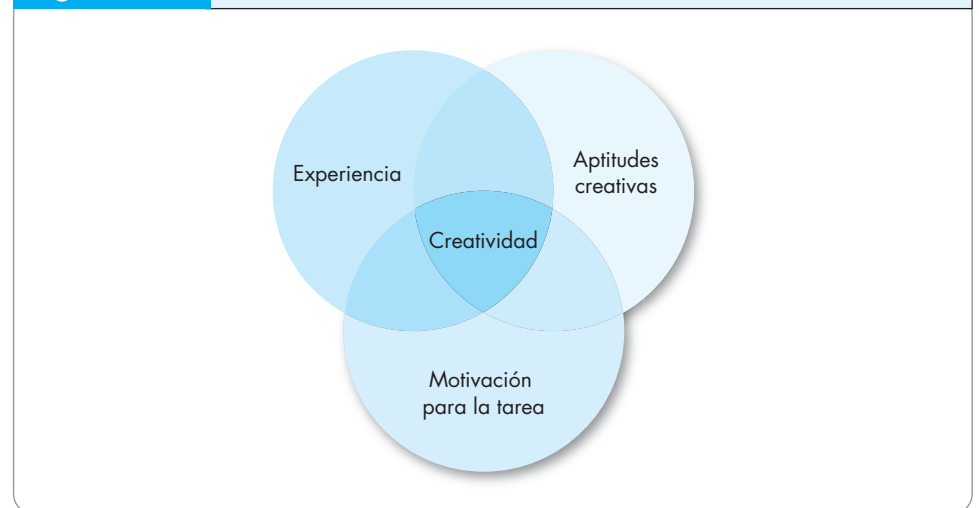 Experiencia
Aptitudes
creativas
Creatividad
Motivación
para la tarea